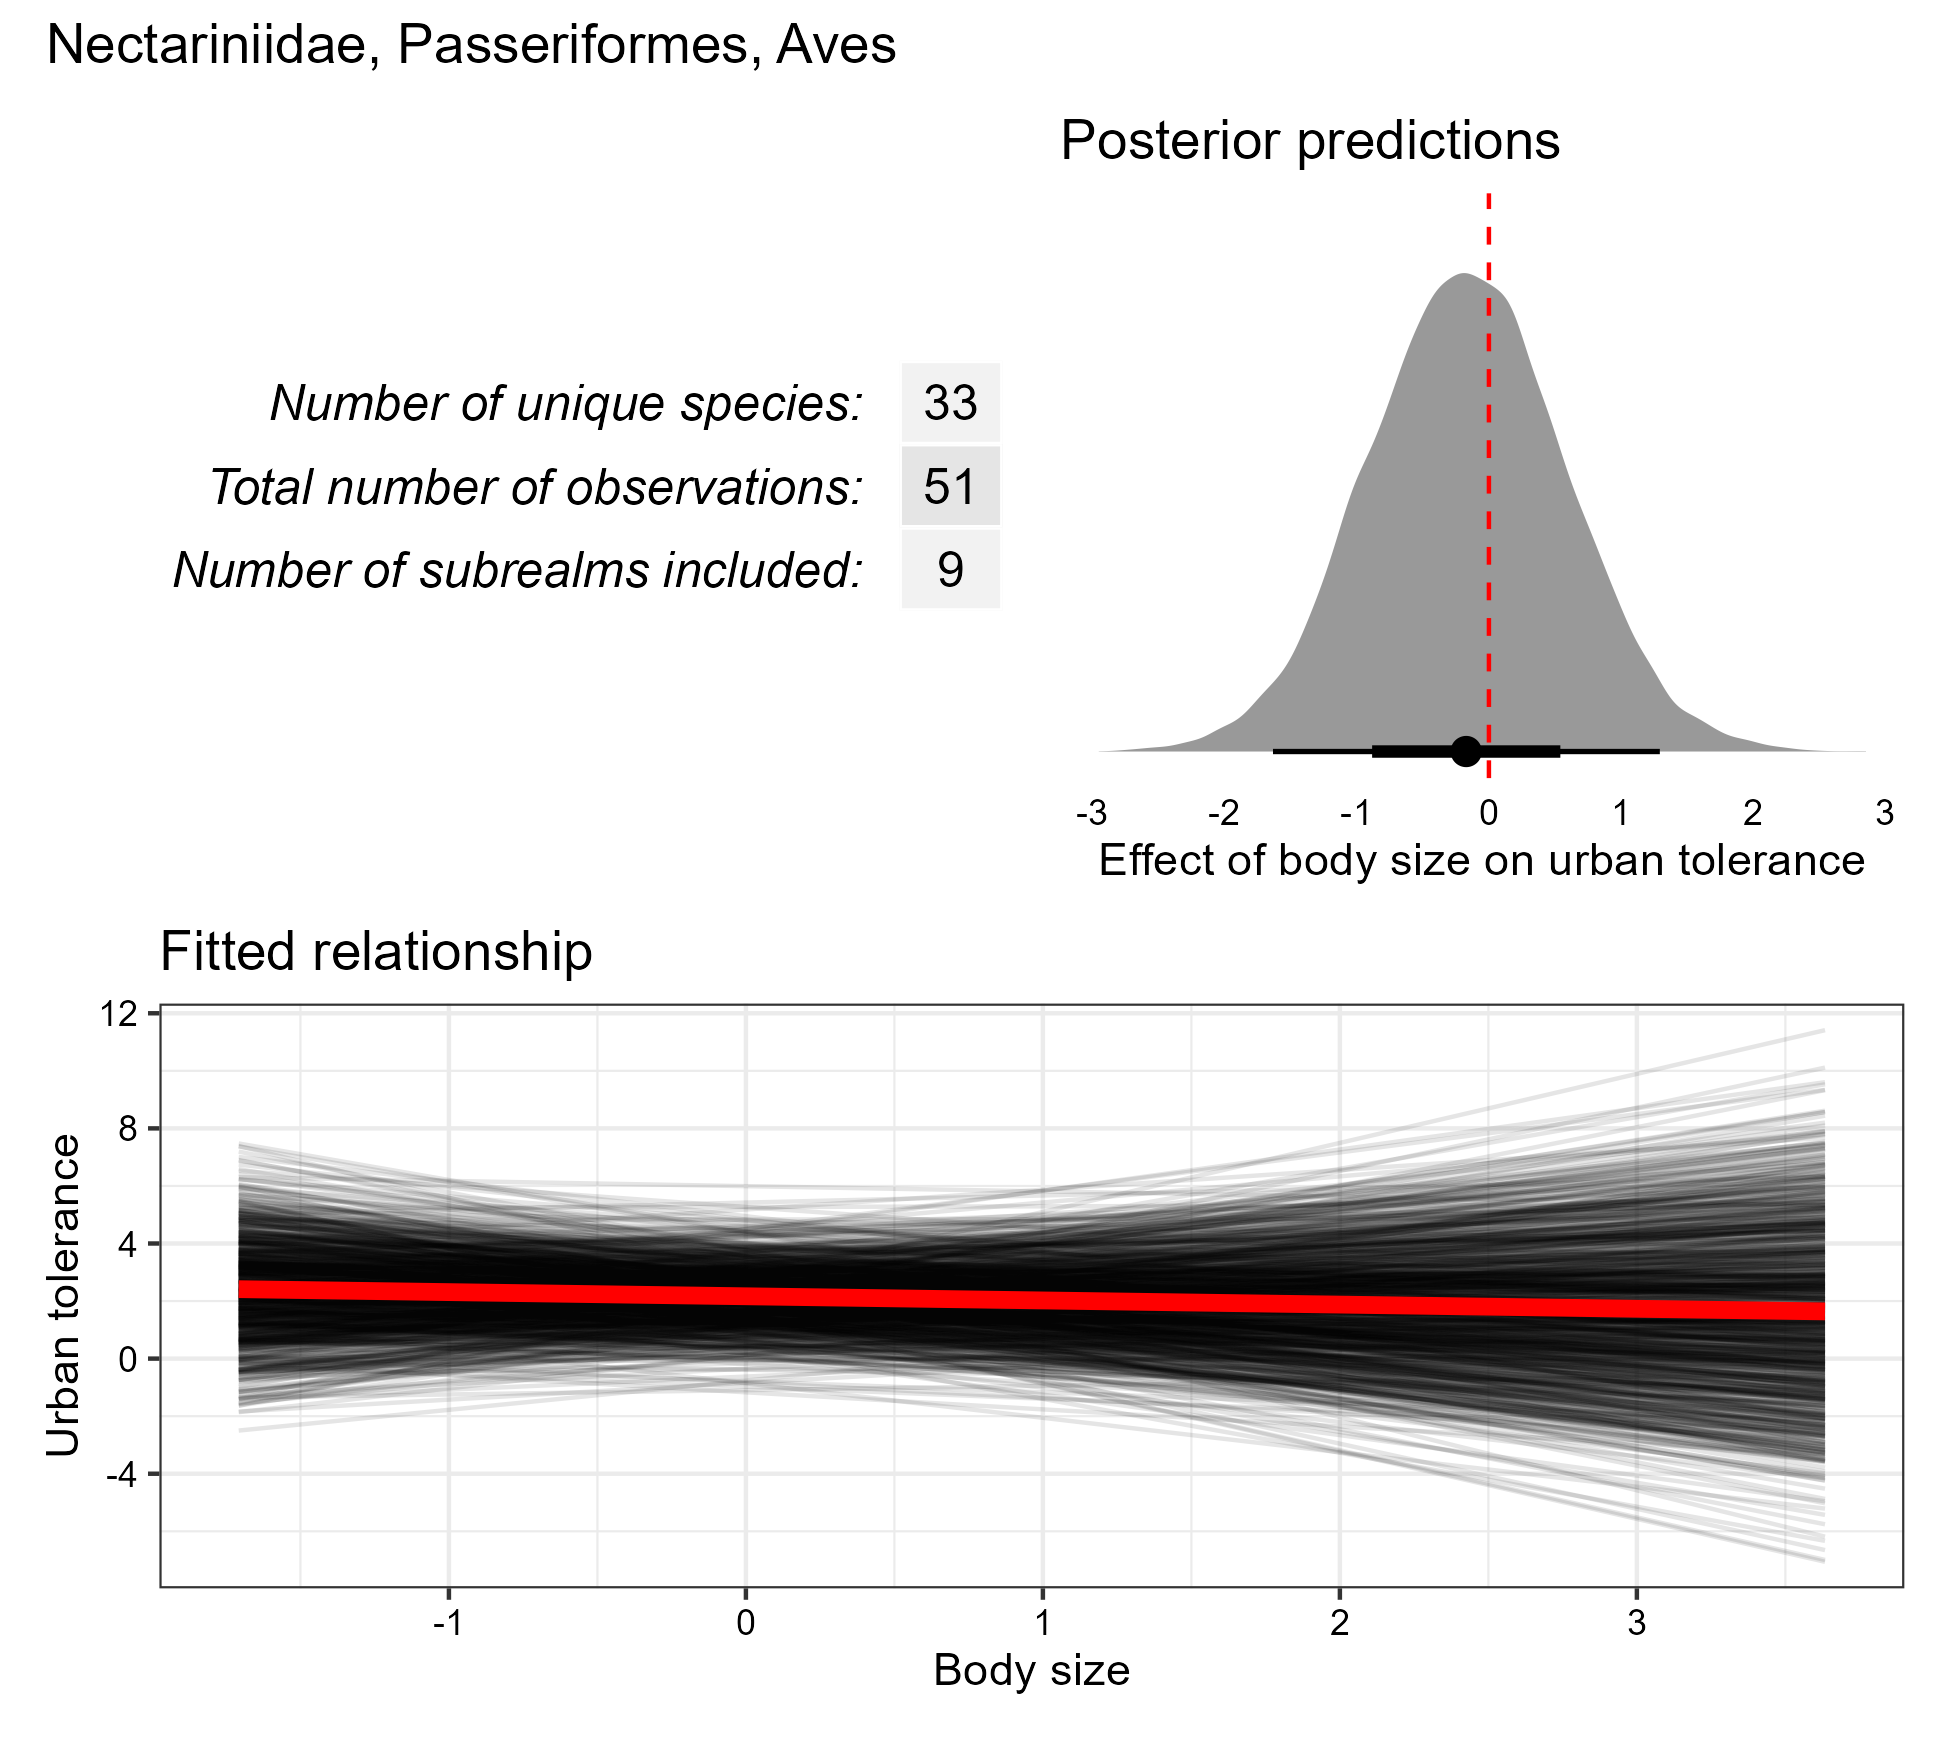 Nectariniidae, Passeriformes, Aves
Posterior predictions
Number of unique species: 33
Total number of observations: 51
Number of subrealms included: 9
-3 -2 -1 0 1 2 3
Effect of body size on urban tolerance
Fitted relationship
Urban tolerance
12
8
4
0
-4
-1 0 1 2 3
Body size